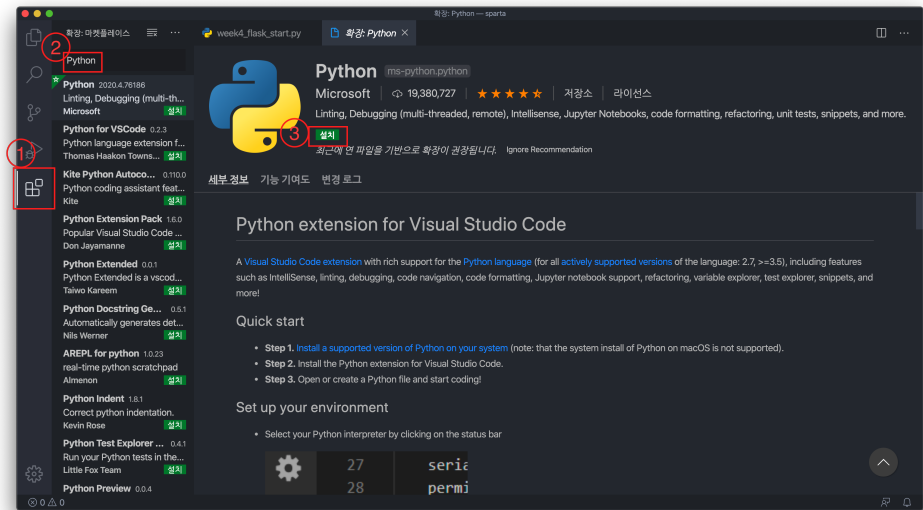 확장: Python — sparta
확장: 마켓플레이스
week4_flask_start.py
확장: Python
2
Python
Python 2020.4.76186
Linting, Debugging (multi-th...
Microsoft 설치
Python for VSCode 0.2.3
Python language extension f...
Thomas Haakon Towns... 설치
Kite Python Autoco... 0.110.0
Python coding assistant feat...
Kite 설치
Python Extension Pack 1.6.0
Popular Visual Studio Code ...
Don Jayamanne 설치
Python Extended 0.0.1
Python Extended is a vscod...
Taiwo Kareem 설치
Python Docstring Ge... 0.5.1
Automatically generates det...
Nils Werner 설치
AREPL for python 1.0.23
real-time python scratchpad
Almenon 설치
Python Indent 1.8.1
Correct python indentation.
Kevin Rose 설치
Python Test Explorer ... 0.4.1
Run your Python tests in the...
Little Fox Team 설치
Python Preview 0.0.4
1
Python ms-python.python
Microsoft 19,380,727 저장소 라이선스
Linting, Debugging (multi-threaded, remote), Intellisense, Jupyter Notebooks, code formatting, refactoring, unit tests, snippets, and more.
3 설치
최근에 연 파일을 기반으로 확장이 권장됩니다. Ignore Recommendation
세부 정보 기능 기여도 변경 로그
Python extension for Visual Studio Code
A Visual Studio Code extension with rich support for the Python language (for all actively supported versions of the language: 2.7, >=3.5), including features
such as IntelliSense, linting, debugging, code navigation, code formatting, Jupyter notebook support, refactoring, variable explorer, test explorer, snippets, and
more!
Quick start
• Step 1. Install a supported version of Python on your system (note: that the system install of Python on macOS is not supported).
• Step 2. Install the Python extension for Visual Studio Code.
• Step 3. Open or create a Python file and start coding!
Set up your environment
• Select your Python interpreter by clicking on the status bar
27 seria
28 permi
0 0